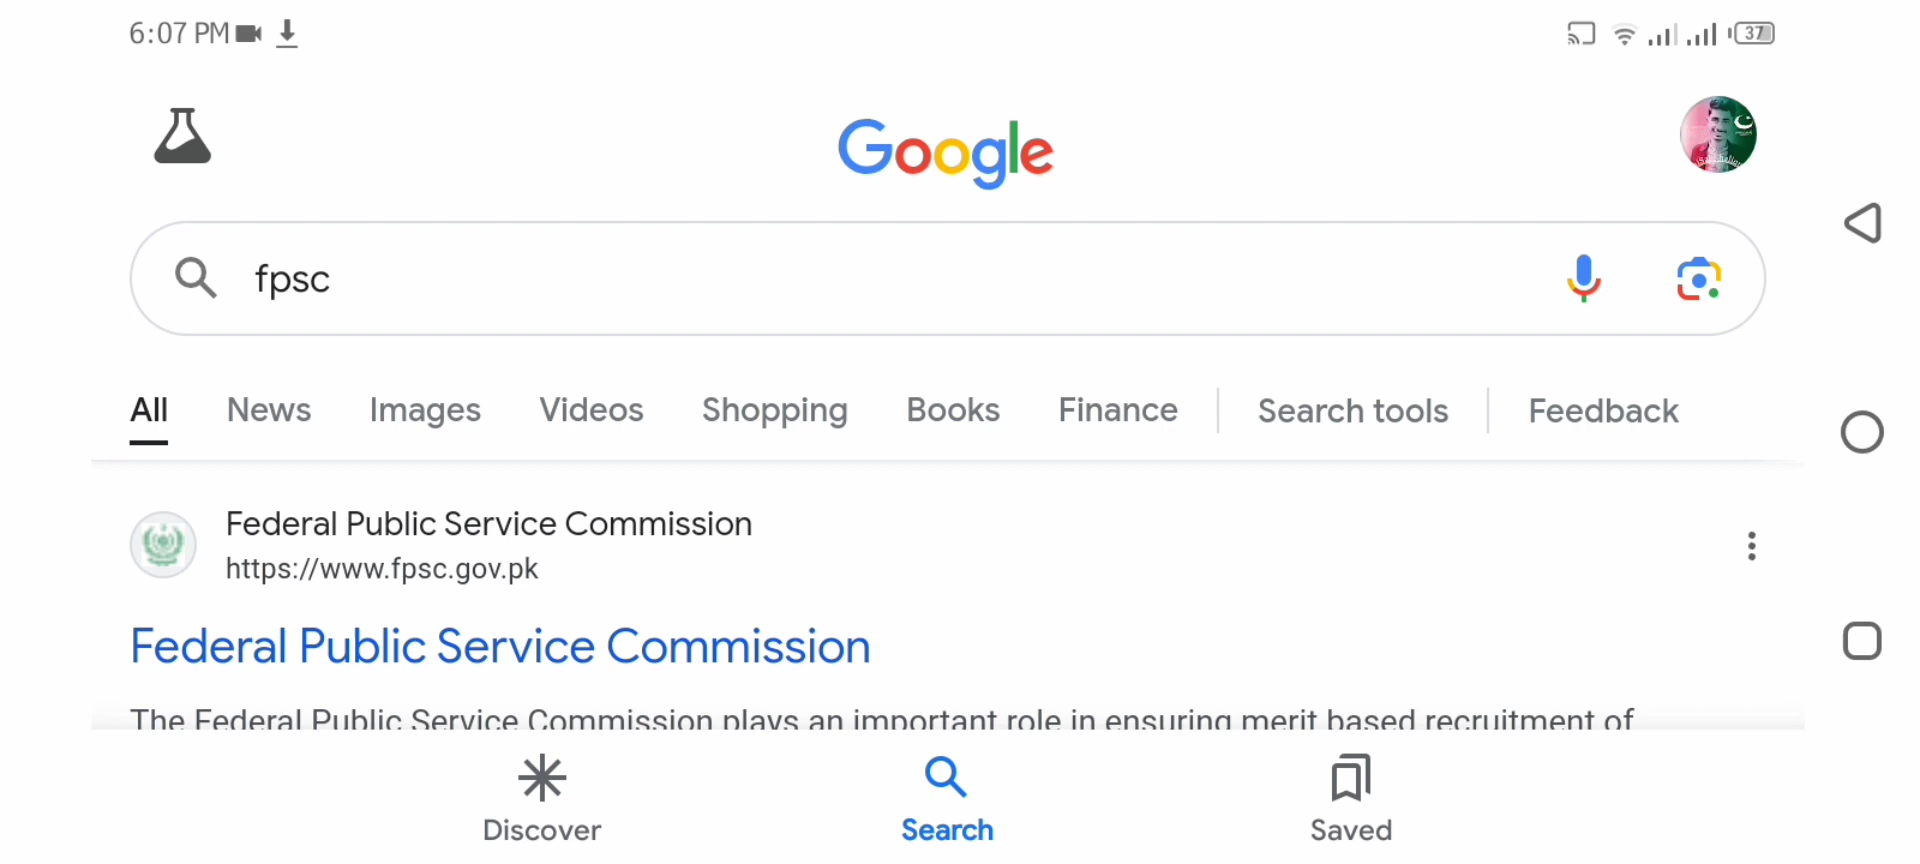 6:07 PM
37
Google
fpsc
All News Images Videos Shopping Books Finance Search tools Feedback
Federal Public Service Commission
https://www.fpsc.gov.pk
Federal Public Service Commission
The Federal Public Service Commission plays an important role in ensuring merit based recruitment of
Discover Search Saved